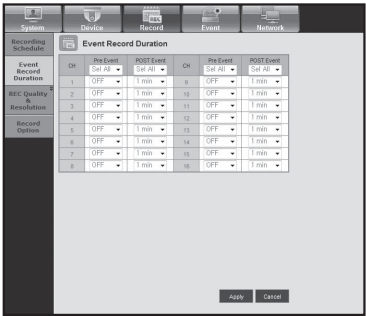 System Device Record Event Network
REC
Recording Schedule
Event Record Duration
REC Quality & Resolution
Record Option
Event Record Duration
CH Pre Event POST Event CH Pre Event POST Event
Sel All Sel All Sel All Sel All
1 OFF 1 min 9 OFF 1 min
2 OFF 1 min 10 OFF 1 min
3 OFF 1 min 11 OFF 1 min
4 OFF 1 min 12 OFF 1 min
5 OFF 1 min 13 OFF 1 min
6 OFF 1 min 14 OFF 1 min
7 OFF 1 min 15 OFF 1 min
8 OFF 1 min 16 OFF 1 min
Apply Cancel